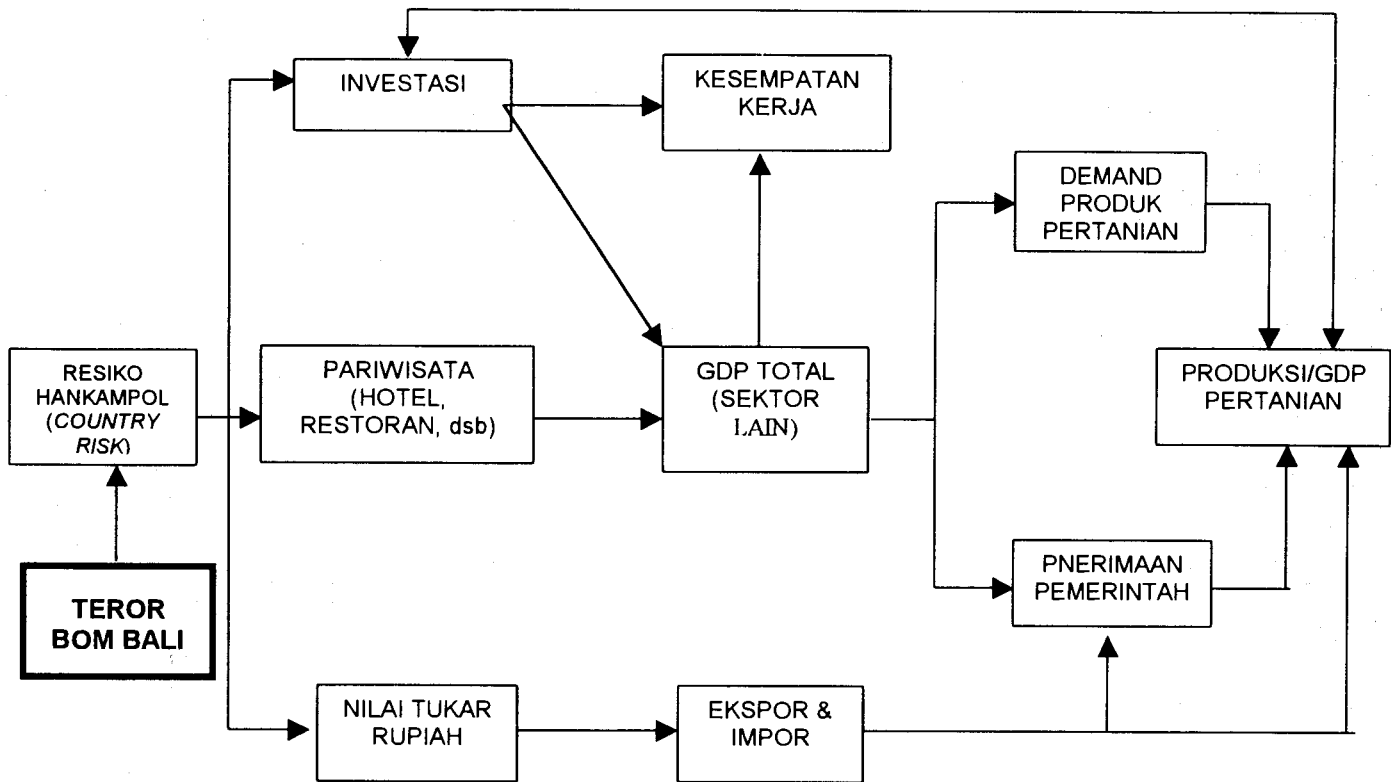 INVESTASI
KESEMPATAN
KERJA
DEMAND
PRODUK
PERTANIAN
RESIKO
HANKAMPOL
(COUNTRY
RISK)
PARIWISATA
(HOTEL,
RESTORAN, dsb)
GDP TOTAL
(SEKTOR
LAIN)
PRODUKSI/GDP
PERTANIAN
TEROR
BOM BALI
PNERIMAAN
PEMERINTAH
NILAI TUKAR
RUPIAH
EKSPOR &
IMPOR